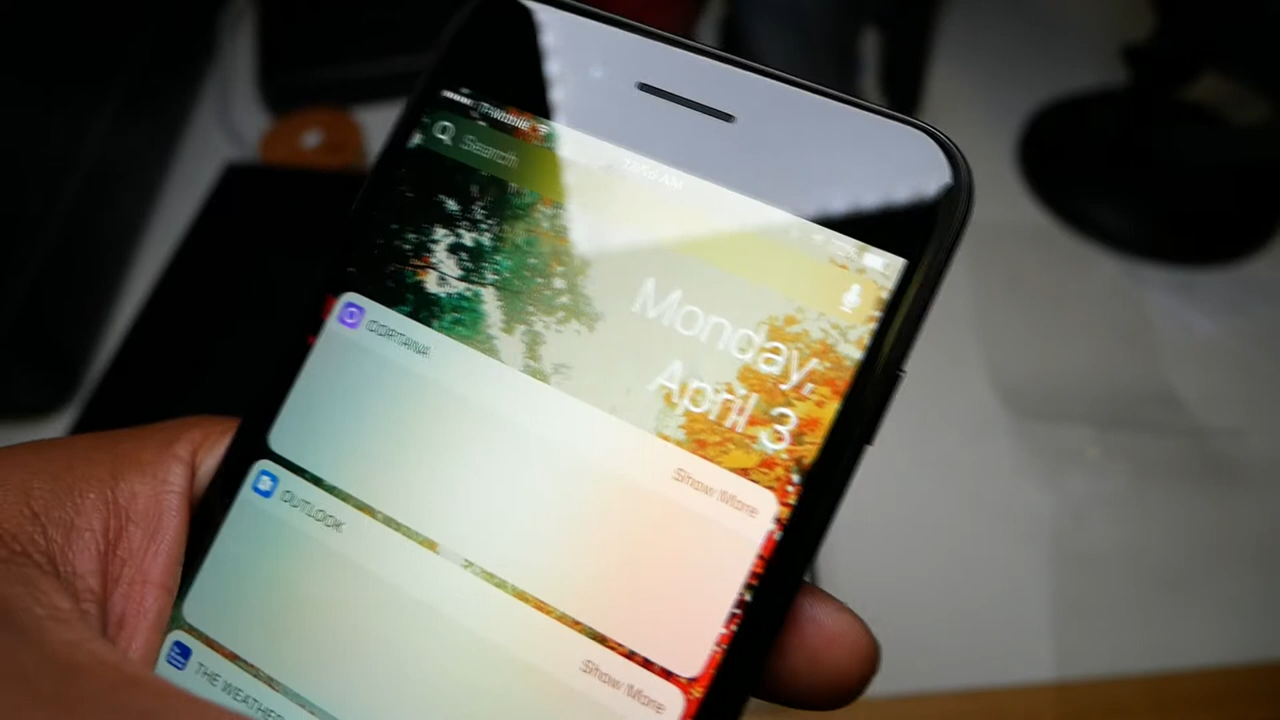 T-Mobile
Search
Monday,
April 3
CORTANA
Show More
OUTLOOK
Show More
THE WEATHER